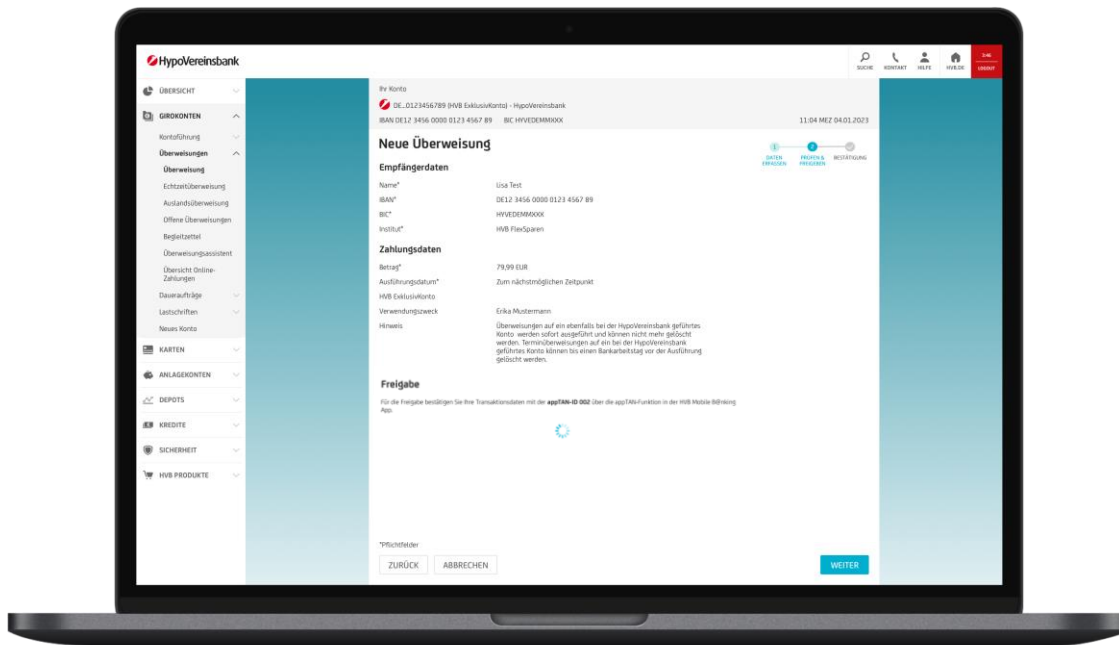 HypoVereinsbank
SUCHE
KONTAKT
HILFE
HVB.DE
3:46
LOGOUT
ÜBERSICHT
GIROKONTEN
Kontoführung
Überweisungen
Überweisung
Echtzeitüberweisung
Auslandsüberweisung
Offene Überweisungen
Begleitzettel
Überweisungsassistent
Übersicht Online-
Zahlungen
Daueraufträge
Lastschriften
Neues Konto
KARTEN
ANLAGEKONTEN
DEPOTS
KREDITE
SICHERHEIT
HVB PRODUKTE
Ihr Konto
DE...0123456789 (HVB ExklusivKonto) - HypoVereinsbank
IBAN DE12 3456 0000 0123 4567 89 BIC HYVEDEMMXXX
11:04 MEZ 04.01.2023
Neue Überweisung
1
2
DATEN
ERFASSEN
PRÜFEN &
FREIGEBEN
BESTÄTIGUNG
Empfängerdaten
Name* Lisa Test
IBAN* DE12 3456 0000 0123 4567 89
BIC* HYVEDEMMXXX
Institut* HVB FlexSparen
Zahlungsdaten
Betrag* 79,99 EUR
Ausführungsdatum* Zum nächstmöglichen Zeitpunkt
HVB ExklusivKonto
Verwendungszweck Erika Mustermann
Hinweis Überweisungen auf ein ebenfalls bei der HypoVereinsbank geführtes
Konto werden sofort ausgeführt und können nicht mehr gelöscht
werden. Terminüberweisungen auf ein bei der HypoVereinsbank
geführtes Konto können bis einen Bankarbeitstag vor der Ausführung
gelöscht werden.
Freigabe
Für die Freigabe bestätigen Sie Ihre Transaktionsdaten mit der appTAN-ID 002 über die appTAN-Funktion in der HVB Mobile B@nking
App.
*Pflichtfelder
ZURÜCK
ABBRECHEN
WEITER